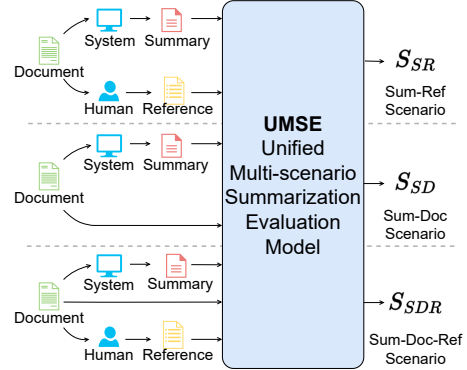 System Summary
Document
Human Reference
S_SR
Sum-Ref
Scenario
System Summary
Document
S_SD
Sum-Doc
Scenario
System Summary
Document
Human Reference
S_SDR
Sum-Doc-Ref
Scenario
UMSE
Unified
Multi-scenario
Summarization
Evaluation
Model